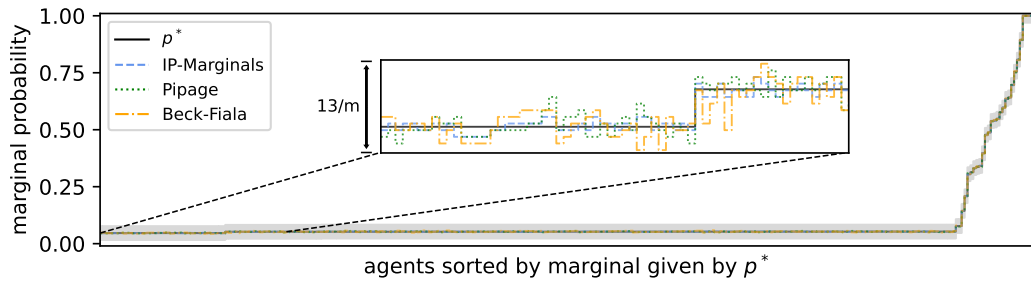 marginal probability
1.00
0.75
0.50
0.25
0.00
p*
IP-Marginals
Pipage
Beck-Fiala
13/m
agents sorted by marginal given by p*